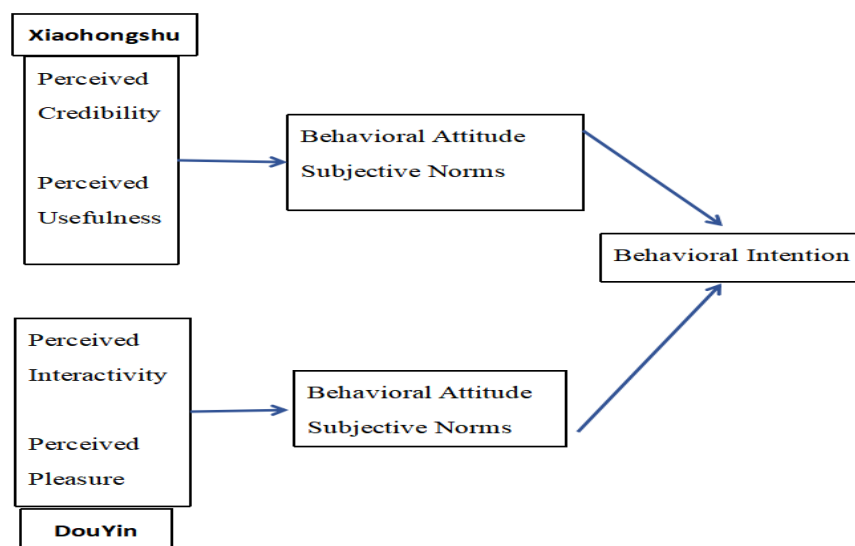 Xiaohongshu
Perceived
Credibility
Perceived
Usefulness
Behavioral Attitude
Subjective Norms
Behavioral Intention
Perceived
Interactivity
Perceived
Pleasure
Behavioral Attitude
Subjective Norms
DouYin